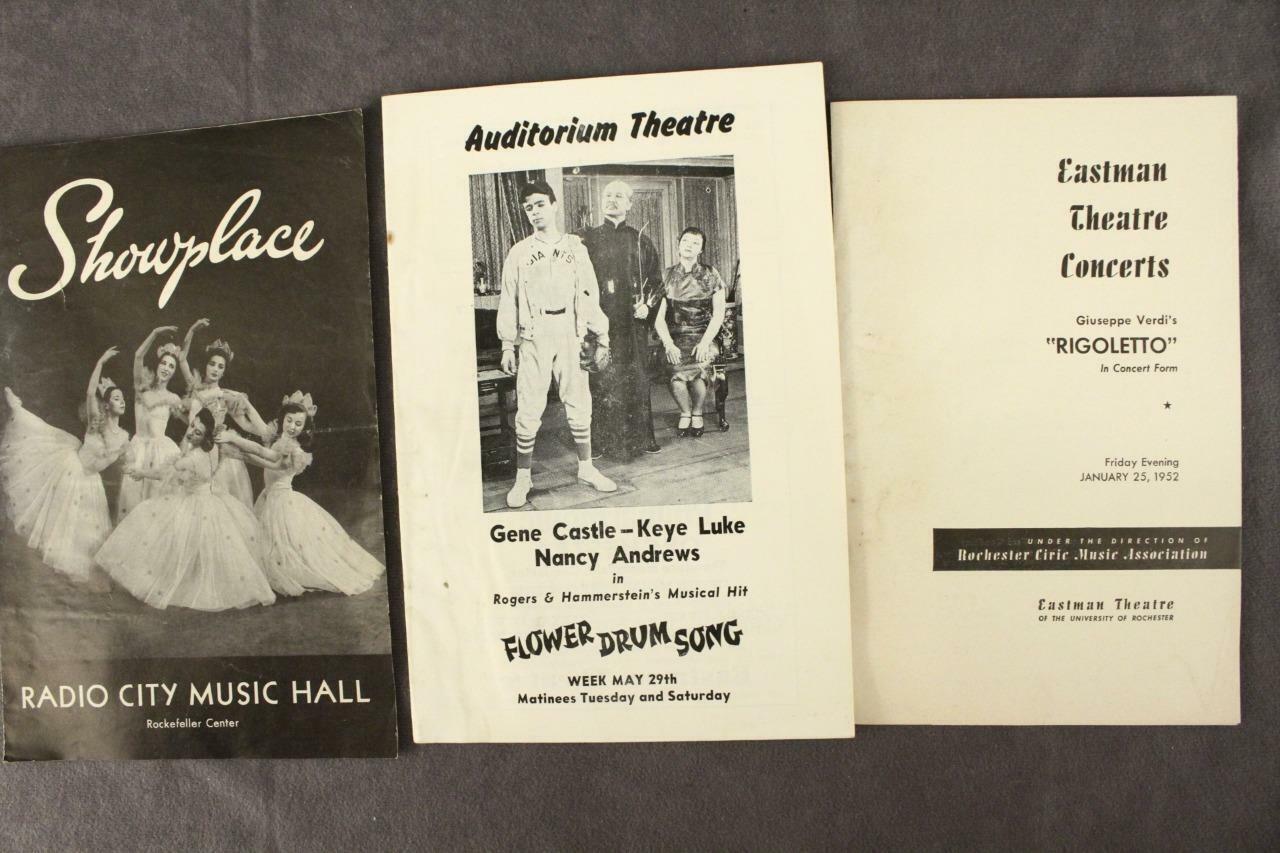 Showplace
RADIO CITY MUSIC HALL
Rockefeller Center
Auditorium Theatre
GIANTS
Gene Castle – Keye Luke
Nancy Andrews
in
Rogers & Hammerstein's Musical Hit
FLOWER DRUM SONG
WEEK MAY 29th
Matinees Tuesday and Saturday
Eastman
Theatre
Concerts
Giuseppe Verdi's
"RIGOLETTO"
In Concert Form
★
Friday Evening
JANUARY 25, 1952
UNDER THE DIRECTION OF
Rochester Civic Music Association
Eastman Theatre
OF THE UNIVERSITY OF ROCHESTER